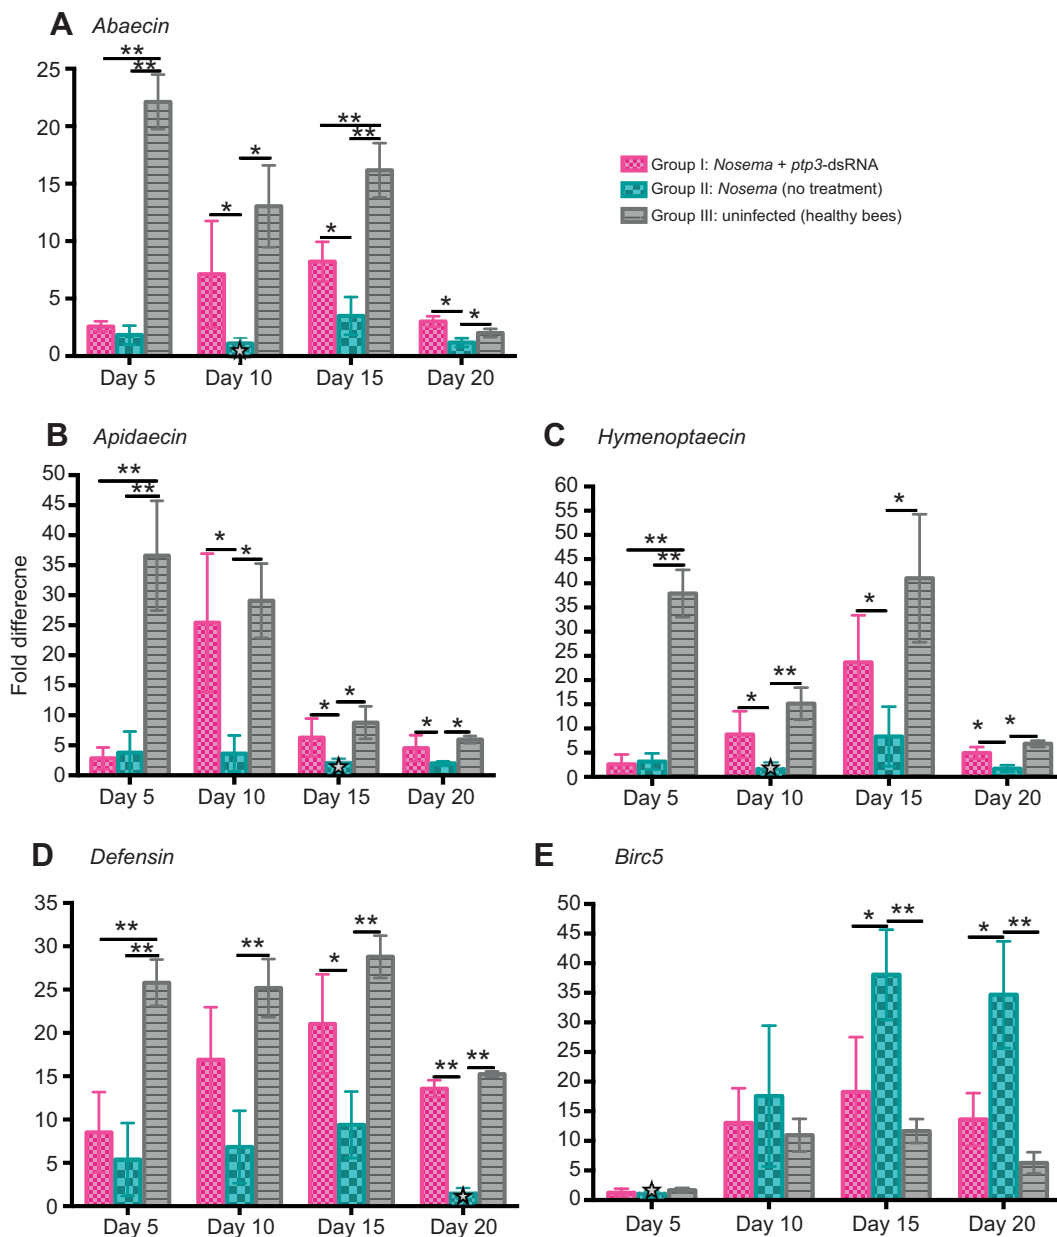 A Abaecin
** **
25
20
15
10
5
0
** ** * * ** ** * * *
Day 5 Day 10 Day 15 Day 20
Group I: Nosema + ptp3-dsRNA
Group II: Nosema (no treatment)
Group III: uninfected (healthy bees)
B Apidaecin
Fold differecne
50
45
40
35
30
25
20
15
10
5
0
** ** * * * * * *
Day 5 Day 10 Day 15 Day 20
C Hymenoptaecin
60
55
50
45
40
35
30
25
20
15
10
5
0
** ** * ** * * * *
Day 5 Day 10 Day 15 Day 20
D Defensin
35
30
25
20
15
10
5
0
** ** ** * ** ** **
Day 5 Day 10 Day 15 Day 20
E Birc5
50
45
40
35
30
25
20
15
10
5
0
* ** * **
Day 5 Day 10 Day 15 Day 20